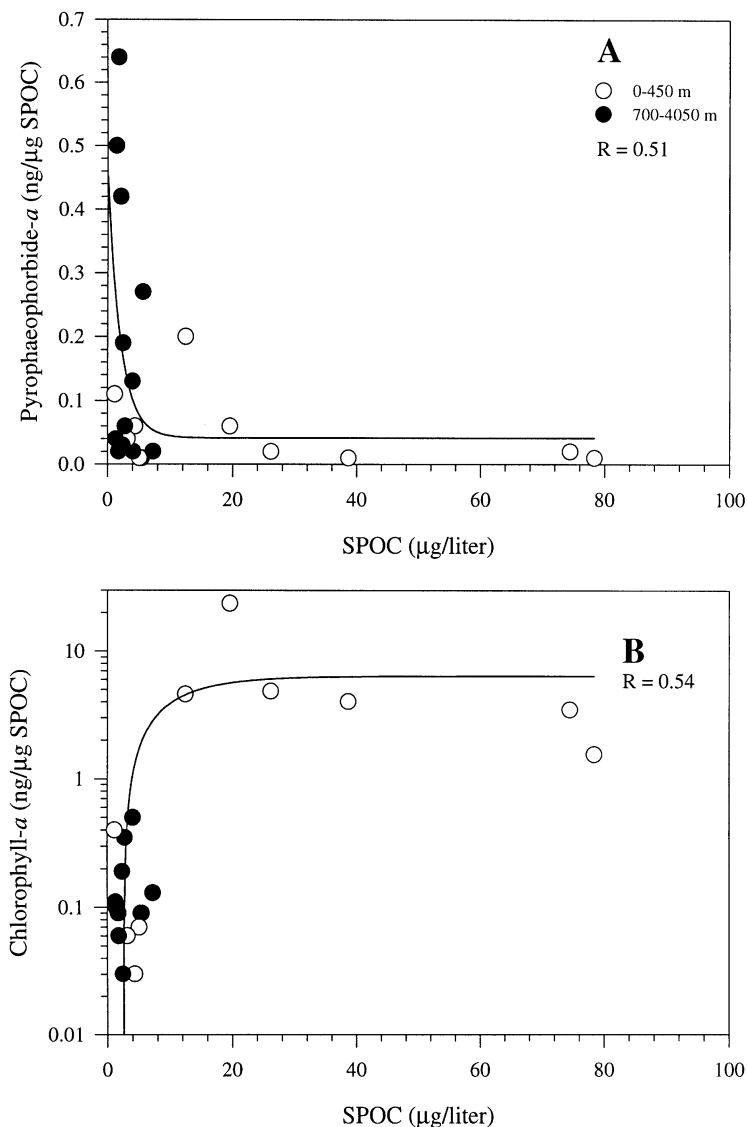 A
0-450 m
700-4050 m
R = 0.51
Pyrophaeophorbide-a (ng/μg SPOC)
0.7
0.6
0.5
0.4
0.3
0.2
0.1
0.0
0 20 40 60 80 100
SPOC (μg/liter)
B
R = 0.54
Chlorophyll-a (ng/μg SPOC)
10
1
0.1
0.01
0 20 40 60 80 100
SPOC (μg/liter)